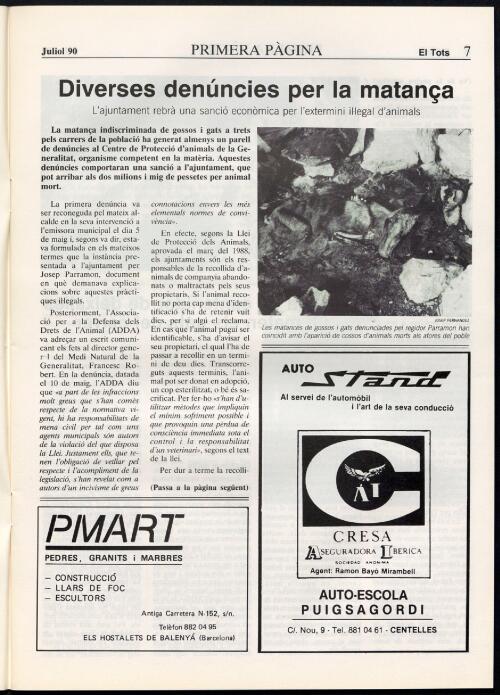 Juliol 90
PRIMERA PÀGINA
El Tots 7
Diverses denúncies per la matança
L'ajuntament rebrà una sanció econòmica per l'extermini il·legal d'animals
La matança indiscriminada de gossos i gats a trets
pels carrers de la població ha generat almenys un parell
de denúncies al Centre de Protecció d'animals de la Ge-
neralitat, organisme competent en la matèria. Aquestes
denúncies comportaran una sanció a l'ajuntament, que
pot arribar als dos milions i mig de pessetes per animal
mort.
La primera denúncia va
ser reconeguda pel mateix al-
calde en la seva intervenció a
l'emissora municipal el dia 5
de maig i, segons va dir, esta-
va formulada en els mateixos
termes que la instància pre-
sentada a l'ajuntament per
Josep Parramon, document
en què demanava explica-
cions sobre aquestes pràcti-
ques il·legals.
Posteriorment, l'Associa-
ció per a la Defensa dels
Drets de l'Animal (ADDA)
va adreçar un escrit comuni-
cant els fets al director gene-
ral del Medi Natural de la
Generalitat, Francesc Ro-
bert. En la denúncia, datada
el 10 de maig, l'ADDA diu
que «a part de les infraccions
molt greus que s'han comès
respecte de la normativa vi-
gent, hi ha responsabilitats de
mena civil per tal com uns
agents municipals són autors
de la violació del que disposa
la Llei. Justament ells, que te-
nen l'obligació de vetllar pel
respecte i l'acompliment de la
legislació, s'han revelat com a
autors d'un incivisme de greus
connotacions envers les més
elementals normes de convi-
vència».
En efecte, segons la Llei
de Protecció dels Animals,
aprovada el març del 1988,
els ajuntaments són els res-
ponsables de la recollida d'a-
nimals de companyia abando-
nats o maltractats pels seus
propietaris. Si l'animal reco-
llit no porta cap mena d'iden-
tificació s'ha de retenir vuit
dies, per si algú el reclama.
En cas que l'animal pugui ser
identificable, s'ha d'avisar el
seu propietari, el qual l'ha de
passar a recollir en un termi-
ni de deu dies. Transcorre-
guts aquests terminis, l'ani-
mal pot ser donat en adopció,
un cop esterilitzat, o bé és sa-
crificat. Per fer-ho «s'han d'u-
tilitzar mètodes que impliquin
el mínim sofriment possible i
que provoquin una pèrdua de
consciència immediata sota el
control i la responsabilitat
d'un veterinari», segons el text
de la llei.
Per dur a terme la recolli-
(Passa a la pàgina següent)
JOSEP FERNANDEZ
Les matances de gossos i gats denunciades pel regidor Parramon han
coincidit amb l'aparició de cossos d'animals morts als afores del poble
AUTO Stand
Al servei de l'automòbil
i l'art de la seva conducció
C
AI
CRESA
ASEGURADORA IBERICA
SOCIEDAD ANONIMA
Agent: Ramon Bayó Mirambell
AUTO-ESCOLA
PUIGSAGORDI
C/. Nou, 9 - Tel. 881 04 61 - CENTELLES
PMART
PEDRES, GRANITS i MARBRES
— CONSTRUCCIÓ
— LLARS DE FOC
— ESCULTORS
Antiga Carretera N-152, s/n.
Telèfon 882 04 95
ELS HOSTALETS DE BALENYÀ (Barcelona)